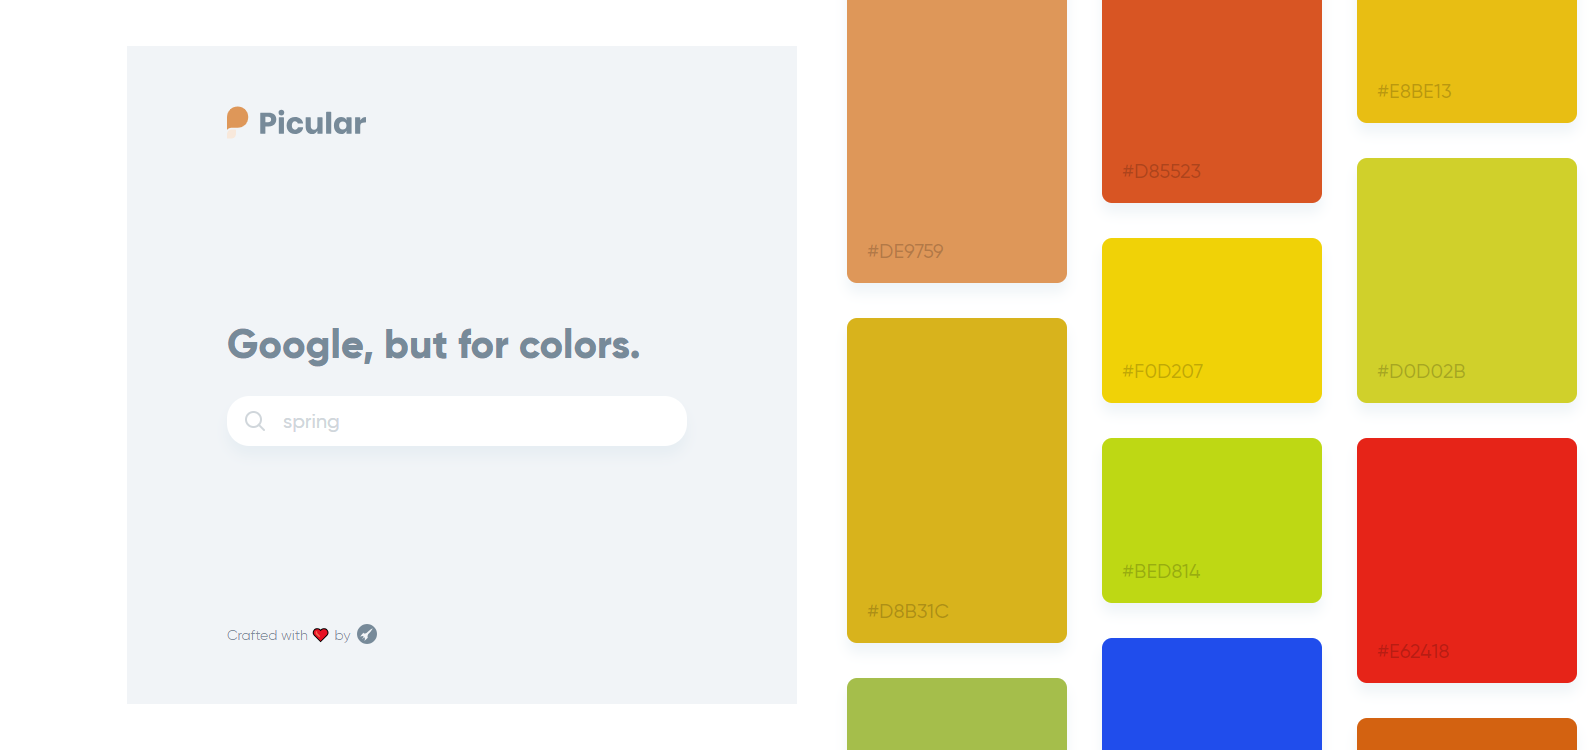 Picular
Google, but for colors.
spring
Crafted with ❤ by
#DE9759
#D8B31C
#D85523
#F0D207
#BED814
#E8BE13
#D0D02B
#E62418